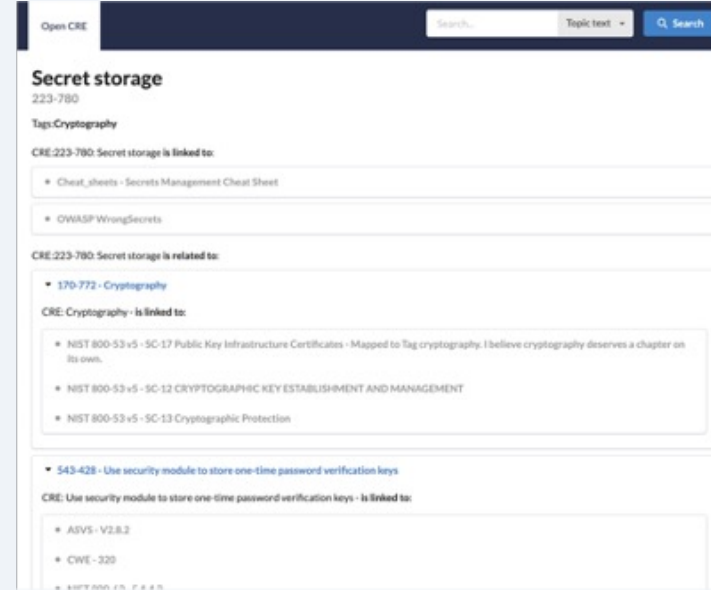 Open CRE
Search...
Topic text
Search
Secret storage
223-780
Tags:Cryptography
CRE:223-780: Secret storage is linked to:
Cheat_sheets - Secrets Management Cheat Sheet
OWASP WrongSecrets
CRE:223-780: Secret storage is related to:
170-772 - Cryptography
CRE: Cryptography - is linked to:
NIST 800-53 v5 - SC-17 Public Key Infrastructure Certificates - Mapped to Tag cryptography. I believe cryptography deserves a chapter on
its own.
NIST 800-53 v5 - SC-12 CRYPTOGRAPHIC KEY ESTABLISHMENT AND MANAGEMENT
NIST 800-53 v5 - SC-13 Cryptographic Protection
543-428 - Use security module to store one-time password verification keys
CRE: Use security module to store one-time password verification keys - is linked to:
ASVS - V2.8.2
CWE - 320